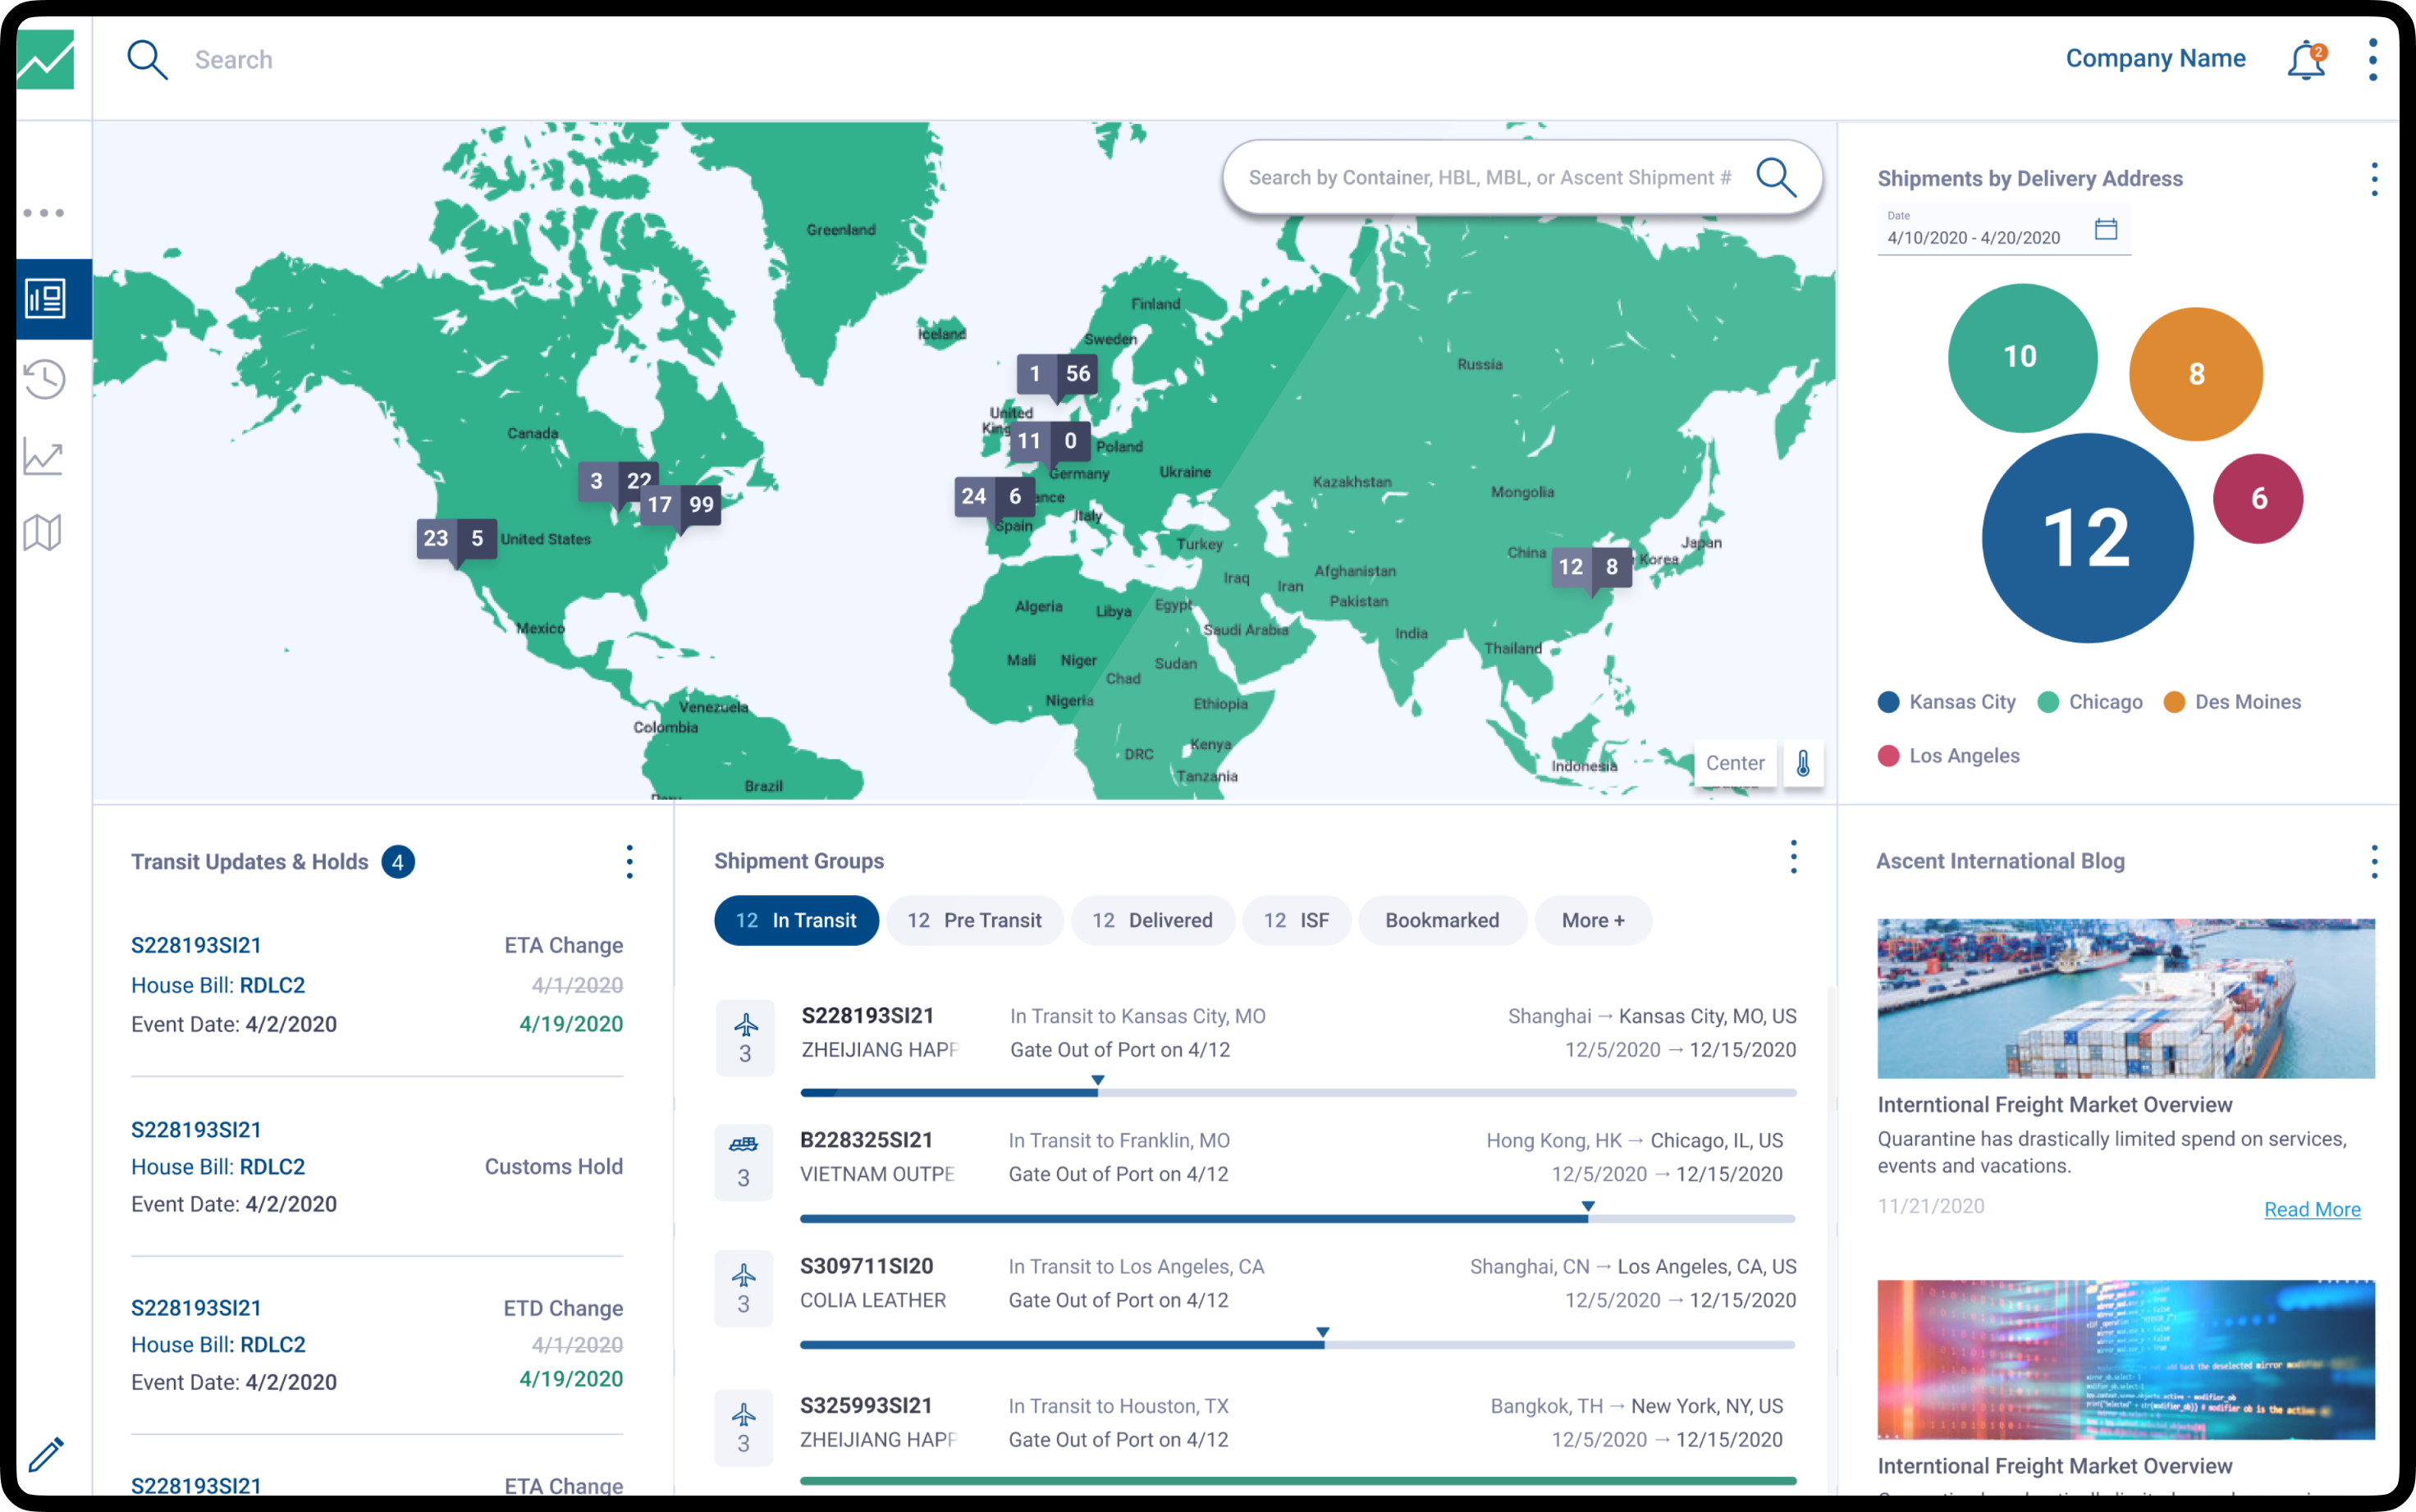 Search
Company Name
2
Search by Container, HBL, MBL, or Ascent Shipment #
Greenland
Iceland
Finland
Sweden
Russia
1 56
United
King
11 0
Poland
Canada
Germany
Ukraine
3 22
Kazakhstan
Mongolia
17 99
24 6
ance
Italy
Spain
23 5
United States
Turkey
China
Japan
12 8
Korea
Iraq
Iran
Afghanistan
Pakistan
Algeria
Libya
Egypt
Saudi Arabia
India
Mexico
Thailand
Mali
Niger
Chad
Sudan
Nigeria
Ethiopia
Venezuela
Colombia
DRC
Kenya
Tanzania
Indonesia
Brazil
Center
Shipments by Delivery Address
Date
4/10/2020 - 4/20/2020
10
8
12
6
Kansas City
Chicago
Des Moines
Los Angeles
Transit Updates & Holds 4
S228193SI21 ETA Change
House Bill: RDLC2 4/1/2020
Event Date: 4/2/2020 4/19/2020
S228193SI21
House Bill: RDLC2 Customs Hold
Event Date: 4/2/2020
S228193SI21 ETD Change
House Bill: RDLC2 4/1/2020
Event Date: 4/2/2020 4/19/2020
S228193SI21 ETA Change
Shipment Groups
12 In Transit 12 Pre Transit 12 Delivered 12 ISF Bookmarked More +
S228193SI21 In Transit to Kansas City, MO Shanghai → Kansas City, MO, US
3 ZHEIJIANG HAPP Gate Out of Port on 4/12 12/5/2020 → 12/15/2020
B228325SI21 In Transit to Franklin, MO Hong Kong, HK → Chicago, IL, US
3 VIETNAM OUTPE Gate Out of Port on 4/12 12/5/2020 → 12/15/2020
S309711SI20 In Transit to Los Angeles, CA Shanghai, CN → Los Angeles, CA, US
3 COLIA LEATHER Gate Out of Port on 4/12 12/5/2020 → 12/15/2020
S325993SI21 In Transit to Houston, TX Bangkok, TH → New York, NY, US
3 ZHEIJIANG HAPP Gate Out of Port on 4/12 12/5/2020 → 12/15/2020
Ascent International Blog
Interntional Freight Market Overview
Quarantine has drastically limited spend on services,
events and vacations.
11/21/2020 Read More
Interntional Freight Market Overview